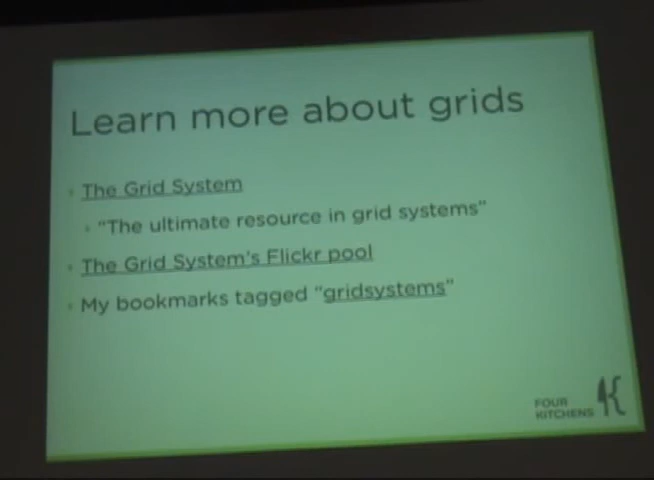 Learn more about grids
The Grid System
"The ultimate resource in grid systems"
The Grid System's Flickr pool
My bookmarks tagged "gridsystems"
FOUR
KITCHENS